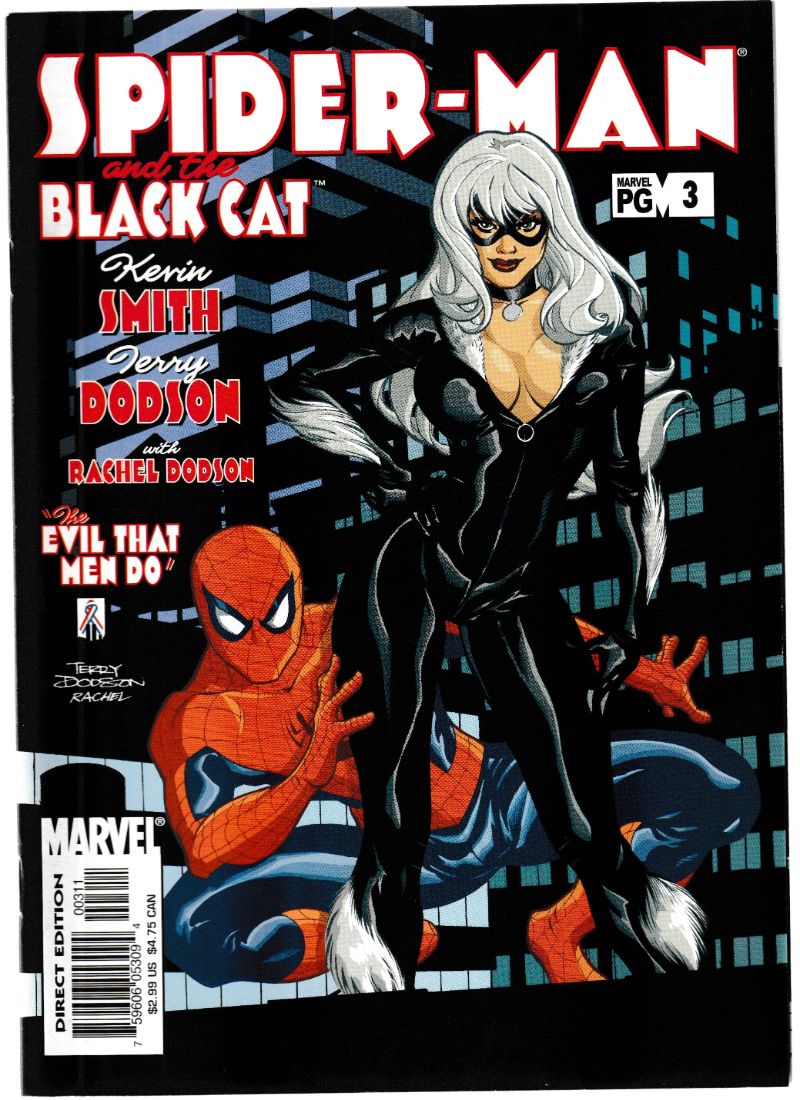 SPIDER-MAN®
and the
BLACK CAT™
MARVEL
PG 3
Kevin
SMITH
Terry
DODSON
with
RACHEL DODSON
"The
EVIL THAT
MEN DO"
TERRY
DODSON
RACHEL
MARVEL®
DIRECT EDITION
00311
7 59606 05309 4
$2.99 US $4.75 CAN